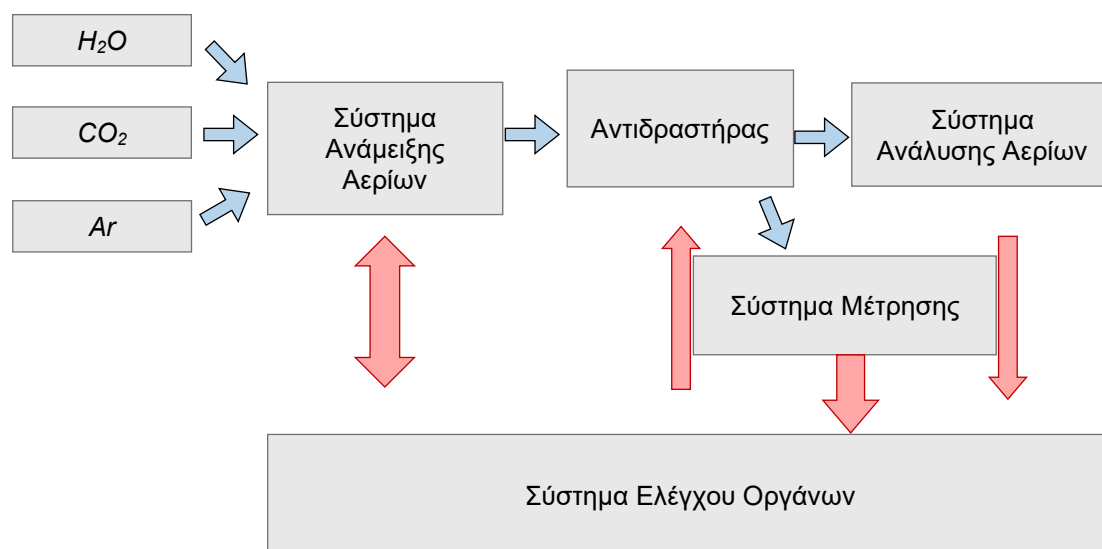 H₂O
CO₂
Ar
Σύστημα
Ανάμειξης
Αερίων
Αντιδραστήρας
Σύστημα
Ανάλυσης Αερίων
Σύστημα Μέτρησης
Σύστημα Ελέγχου Οργάνων